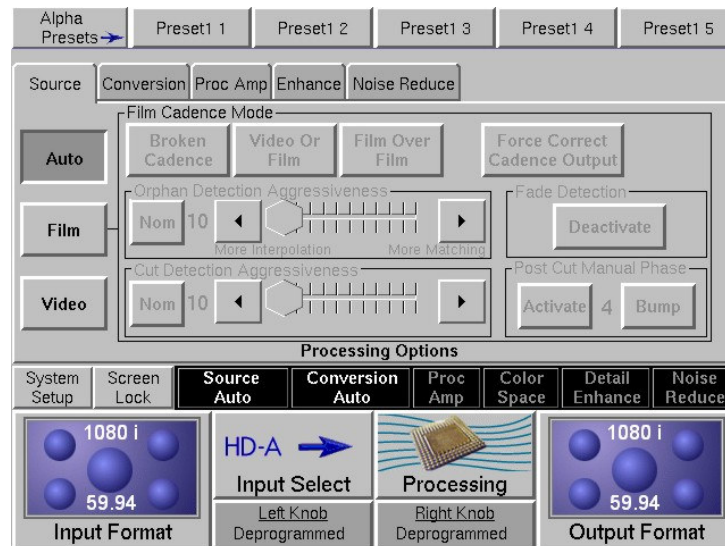 Alpha
Presets
Preset1 1
Preset1 2
Preset1 3
Preset1 4
Preset1 5
Source
Conversion
Proc Amp
Enhance
Noise Reduce
Film Cadence Mode
Auto
Broken
Cadence
Video Or
Film
Film Over
Film
Force Correct
Cadence Output
Orphan Detection Aggressiveness
Fade Detection
Film
Nom
10
Deactivate
More Interpolation
More Matching
Cut Detection Aggressiveness
Post Cut Manual Phase
Video
Nom
10
Activate
4
Bump
Processing Options
System
Setup
Screen
Lock
Source
Auto
Conversion
Auto
Proc
Amp
Color
Space
Detail
Enhance
Noise
Reduce
1080 i
59.94
Input Format
HD-A
Input Select
Processing
1080 i
59.94
Output Format
Left Knob
Deprogrammed
Right Knob
Deprogrammed